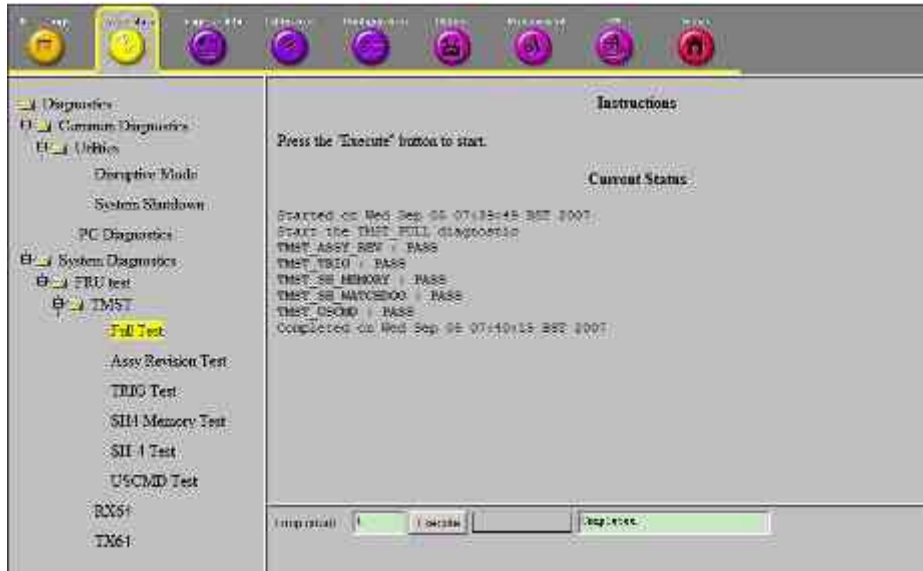 Diagnostics
Common Diagnostics
Utilities
Disruptive Mode
System Shutdown
PC Diagnostics
System Diagnostics
FRU test
TMST
Full Test
Assy Revision Test
TRIG Test
SH4 Memory Test
SH-4 Test
USCMD Test
RX64
TX64
Instructions
Press the "Execute" button to start.
Current Status
Started on Wed Sep 05 07:39:49 BST 2007
Start the TMST_FULL diagnostic
TMST_ASSY_REV : PASS
TMST_TRIG : PASS
TMST_SH_MEMORY : PASS
TMST_SH_WATCHDOG : PASS
TMST_USCMD : PASS
Completed on Wed Sep 05 07:40:15 BST 2007
Execute
Completed